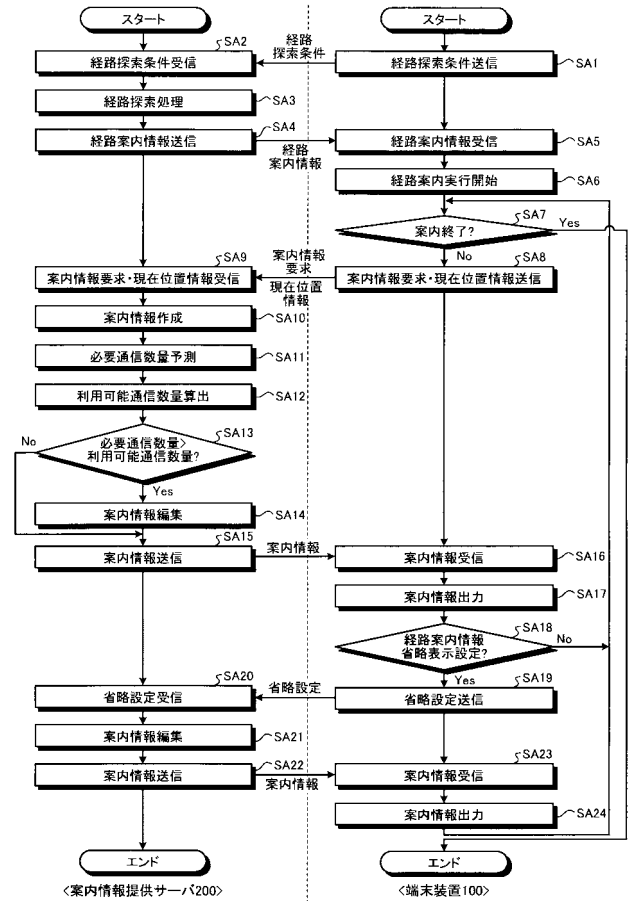 スタート
スタート
SA2
経路探索条件受信
経路
探索条件
経路探索条件送信
SA1
経路探索処理
SA3
経路案内情報送信
SA4
経路
案内情報
経路案内情報受信
SA5
経路案内実行開始
SA6
案内終了?
SA7
Yes
No
SA9
案内情報要求・現在位置情報受信
案内情報
要求
現在位置
情報
SA8
案内情報要求・現在位置情報送信
案内情報作成
SA10
必要通信数量予測
SA11
利用可能通信数量算出
SA12
No
必要通信数量>
利用可能通信数量?
SA13
Yes
案内情報編集
SA14
SA15
案内情報送信
案内情報
案内情報受信
SA16
案内情報出力
SA17
経路案内情報
省略表示設定?
SA18
No
Yes
SA20
省略設定受信
省略設定
SA19
省略設定送信
案内情報編集
SA21
案内情報送信
SA22
案内情報
SA23
案内情報受信
案内情報出力
SA24
エンド
エンド
<案内情報提供サーバ200>
<端末装置100>